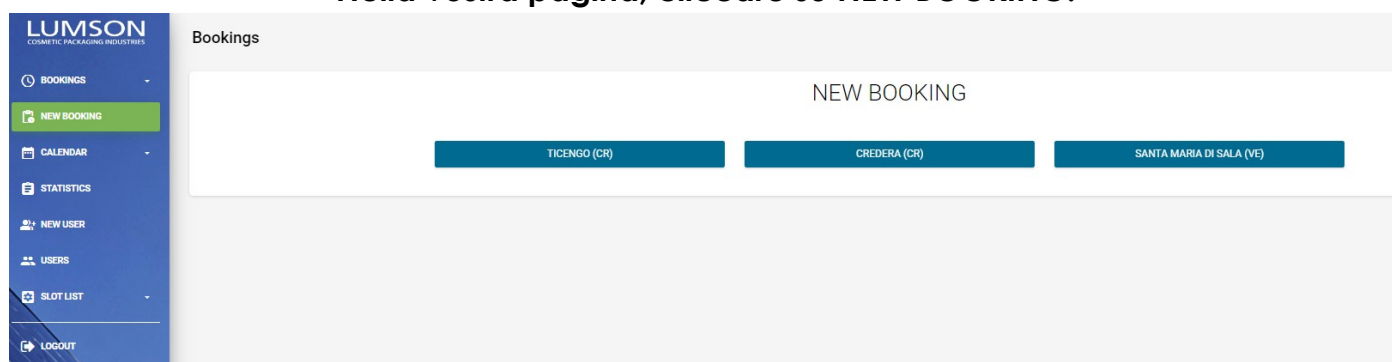 LUMSON
COSMETIC PACKAGING INDUSTRIES
Bookings
BOOKINGS
NEW BOOKING
CALENDAR
STATISTICS
NEW USER
USERS
SLOT LIST
LOGOUT
NEW BOOKING
TICENGO (CR)
CREDERA (CR)
SANTA MARIA DI SALA (VE)